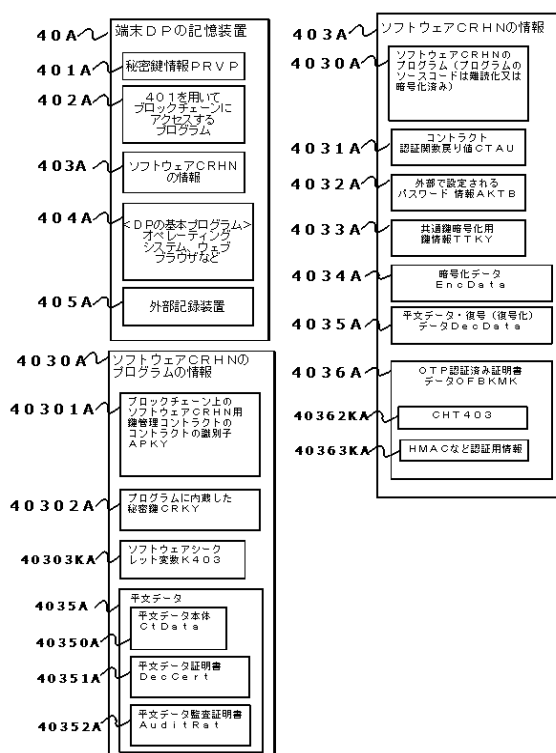 40A
端末DPの記憶装置
401A
秘密鍵情報PRVP
402A
401を用いて
ブロックチェーンに
アクセスする
プログラム
403A
ソフトウェアCRHN
の情報
404A
<DPの基本プログラム>
オペレーティング
システム、ウェブ
ブラウザなど
405A
外部記録装置
4030A
ソフトウェアCRHNの
プログラムの情報
40301A
ブロックチェーン上の
ソフトウェアCRHN用
鍵管理コントラクトの
コントラクトの識別子
APKY
40302A
プログラムに内蔵した
秘密鍵CRKY
40303KA
ソフトウェアシーク
レット変数K403
4035A
平文データ
平文データ本体
CtData
40350A
40351A
平文データ証明書
DecCert
40352A
平文データ監査証明書
AuditRat
403A
ソフトウェアCRHNの情報
4030A
ソフトウェアCRHNの
プログラム(プログラムの
ソースコードは難読化又は
暗号化済み)
4031A
コントラクト
認証関数戻り値CTAU
4032A
外部で設定される
パスワード情報AKTB
4033A
共通鍵暗号化用
鍵情報TTKY
4034A
暗号化データ
EncData
4035A
平文データ・復号(復号化)
データDecData
4036A
OTP認証済み証明書
データOFBKMK
40362KA
CHT403
40363KA
HMACなど認証用情報